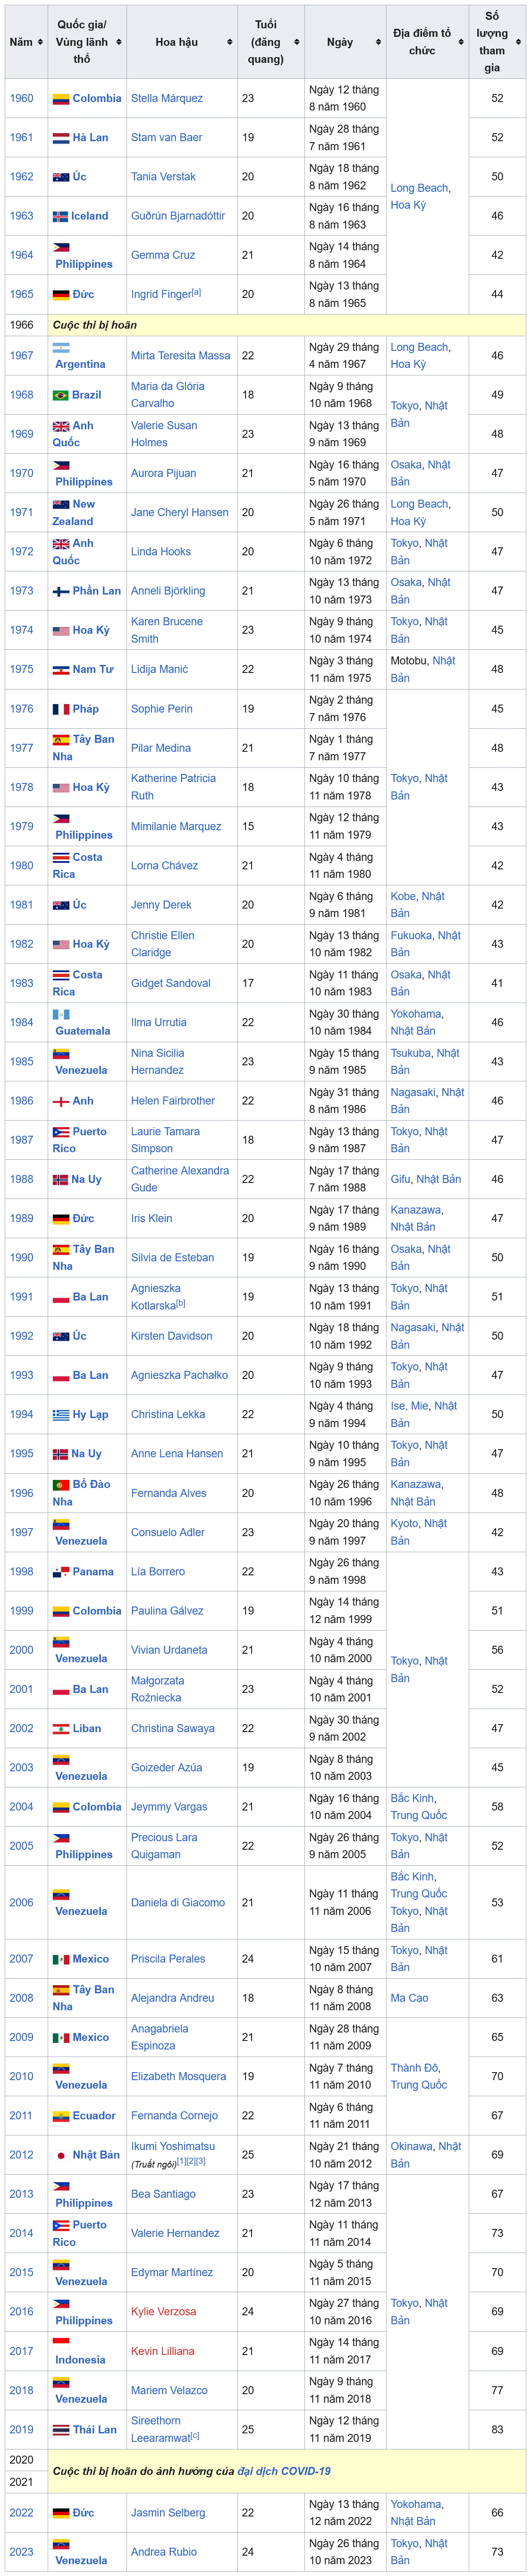 Năm Quốc gia/ Vùng lãnh thổ Hoa hậu Tuổi (đăng quang) Ngày Địa điểm tổ chức Số lượng tham gia
1960 Colombia Stella Márquez 23 Ngày 12 tháng 8 năm 1960 Long Beach, Hoa Kỳ 52
1961 Hà Lan Stam van Baer 19 Ngày 28 tháng 7 năm 1961 52
1962 Úc Tania Verstak 20 Ngày 18 tháng 8 năm 1962 50
1963 Iceland Guðrún Bjarnadóttir 20 Ngày 16 tháng 8 năm 1963 46
1964 Philippines Gemma Cruz 21 Ngày 14 tháng 8 năm 1964 42
1965 Đức Ingrid Finger[a] 20 Ngày 13 tháng 8 năm 1965 44
1966 Cuộc thi bị hoãn
1967 Argentina Mirta Teresita Massa 22 Ngày 29 tháng 4 năm 1967 Long Beach, Hoa Kỳ 46
1968 Brazil Maria da Glória Carvalho 18 Ngày 9 tháng 10 năm 1968 Tokyo, Nhật Bản 49
1969 Anh Quốc Valerie Susan Holmes 23 Ngày 13 tháng 9 năm 1969 48
1970 Philippines Aurora Pijuan 21 Ngày 16 tháng 5 năm 1970 Osaka, Nhật Bản 47
1971 New Zealand Jane Cheryl Hansen 20 Ngày 26 tháng 5 năm 1971 Long Beach, Hoa Kỳ 50
1972 Anh Quốc Linda Hooks 20 Ngày 6 tháng 10 năm 1972 Tokyo, Nhật Bản 47
1973 Phần Lan Anneli Björkling 21 Ngày 13 tháng 10 năm 1973 Osaka, Nhật Bản 47
1974 Hoa Kỳ Karen Brucene Smith 23 Ngày 9 tháng 10 năm 1974 Tokyo, Nhật Bản 45
1975 Nam Tư Lidija Manić 22 Ngày 3 tháng 11 năm 1975 Motobu, Nhật Bản 48
1976 Pháp Sophie Perin 19 Ngày 2 tháng 7 năm 1976 Tokyo, Nhật Bản 45
1977 Tây Ban Nha Pilar Medina 21 Ngày 1 tháng 7 năm 1977 48
1978 Hoa Kỳ Katherine Patricia Ruth 18 Ngày 10 tháng 11 năm 1978 43
1979 Philippines Mimilanie Marquez 15 Ngày 12 tháng 11 năm 1979 43
1980 Costa Rica Lorna Chávez 21 Ngày 4 tháng 11 năm 1980 42
1981 Úc Jenny Derek 20 Ngày 6 tháng 9 năm 1981 Kobe, Nhật Bản 42
1982 Hoa Kỳ Christie Ellen Claridge 20 Ngày 13 tháng 10 năm 1982 Fukuoka, Nhật Bản 43
1983 Costa Rica Gidget Sandoval 17 Ngày 11 tháng 10 năm 1983 Osaka, Nhật Bản 41
1984 Guatemala Ilma Urrutia 22 Ngày 30 tháng 10 năm 1984 Yokohama, Nhật Bản 46
1985 Venezuela Nina Sicilia Hernandez 23 Ngày 15 tháng 9 năm 1985 Tsukuba, Nhật Bản 43
1986 Anh Helen Fairbrother 22 Ngày 31 tháng 8 năm 1986 Nagasaki, Nhật Bản 46
1987 Puerto Rico Laurie Tamara Simpson 18 Ngày 13 tháng 9 năm 1987 Tokyo, Nhật Bản 47
1988 Na Uy Catherine Alexandra Gude 22 Ngày 17 tháng 7 năm 1988 Gifu, Nhật Bản 46
1989 Đức Iris Klein 20 Ngày 17 tháng 9 năm 1989 Kanazawa, Nhật Bản 47
1990 Tây Ban Nha Silvia de Esteban 19 Ngày 16 tháng 9 năm 1990 Osaka, Nhật Bản 50
1991 Ba Lan Agnieszka Kotlarska[b] 19 Ngày 13 tháng 10 năm 1991 Tokyo, Nhật Bản 51
1992 Úc Kirsten Davidson 20 Ngày 18 tháng 10 năm 1992 Nagasaki, Nhật Bản 50
1993 Ba Lan Agnieszka Pachałko 20 Ngày 9 tháng 10 năm 1993 Tokyo, Nhật Bản 47
1994 Hy Lạp Christina Lekka 22 Ngày 4 tháng 9 năm 1994 Ise, Mie, Nhật Bản 50
1995 Na Uy Anne Lena Hansen 21 Ngày 10 tháng 9 năm 1995 Tokyo, Nhật Bản 47
1996 Bồ Đào Nha Fernanda Alves 20 Ngày 26 tháng 10 năm 1996 Kanazawa, Nhật Bản 48
1997 Venezuela Consuelo Adler 23 Ngày 20 tháng 9 năm 1997 Kyoto, Nhật Bản 42
1998 Panama Lía Borrero 22 Ngày 26 tháng 9 năm 1998 Tokyo, Nhật Bản 43
1999 Colombia Paulina Gálvez 19 Ngày 14 tháng 12 năm 1999 51
2000 Venezuela Vivian Urdaneta 21 Ngày 4 tháng 10 năm 2000 56
2001 Ba Lan Małgorzata Rożniecka 23 Ngày 4 tháng 10 năm 2001 52
2002 Liban Christina Sawaya 22 Ngày 30 tháng 9 năm 2002 47
2003 Venezuela Goizeder Azúa 19 Ngày 8 tháng 10 năm 2003 45
2004 Colombia Jeymmy Vargas 21 Ngày 16 tháng 10 năm 2004 Bắc Kinh, Trung Quốc 58
2005 Philippines Precious Lara Quigaman 22 Ngày 26 tháng 9 năm 2005 Tokyo, Nhật Bản 52
2006 Venezuela Daniela di Giacomo 21 Ngày 11 tháng 11 năm 2006 Bắc Kinh, Trung Quốc Tokyo, Nhật Bản 53
2007 Mexico Priscila Perales 24 Ngày 15 tháng 10 năm 2007 Tokyo, Nhật Bản 61
2008 Tây Ban Nha Alejandra Andreu 18 Ngày 8 tháng 11 năm 2008 Ma Cao 63
2009 Mexico Anagabriela Espinoza 21 Ngày 28 tháng 11 năm 2009 Thành Đô, Trung Quốc 65
2010 Venezuela Elizabeth Mosquera 19 Ngày 7 tháng 11 năm 2010 70
2011 Ecuador Fernanda Cornejo 22 Ngày 6 tháng 11 năm 2011 67
2012 Nhật Bản Ikumi Yoshimatsu (Truất ngôi)[1][2][3] 25 Ngày 21 tháng 10 năm 2012 Okinawa, Nhật Bản 69
2013 Philippines Bea Santiago 23 Ngày 17 tháng 12 năm 2013 Tokyo, Nhật Bản 67
2014 Puerto Rico Valerie Hernandez 21 Ngày 11 tháng 11 năm 2014 73
2015 Venezuela Edymar Martínez 20 Ngày 5 tháng 11 năm 2015 70
2016 Philippines Kylie Verzosa 24 Ngày 27 tháng 10 năm 2016 69
2017 Indonesia Kevin Lilliana 21 Ngày 14 tháng 11 năm 2017 69
2018 Venezuela Mariem Velazco 20 Ngày 9 tháng 11 năm 2018 77
2019 Thái Lan Sireethorn Leearamwat[c] 25 Ngày 12 tháng 11 năm 2019 83
2020 Cuộc thi bị hoãn do ảnh hưởng của đại dịch COVID-19
2021
2022 Đức Jasmin Selberg 22 Ngày 13 tháng 12 năm 2022 Yokohama, Nhật Bản 66
2023 Venezuela Andrea Rubio 24 Ngày 26 tháng 10 năm 2023 Tokyo, Nhật Bản 73